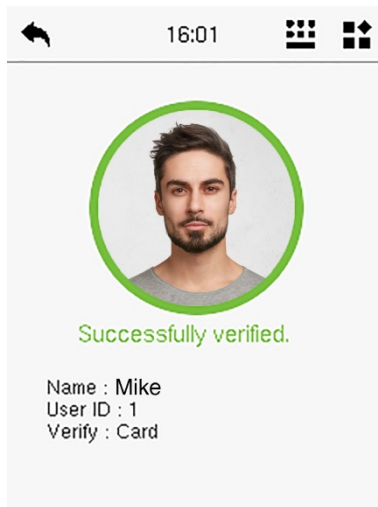 16:01
Successfully verified.
Name : Mike
User ID : 1
Verify : Card